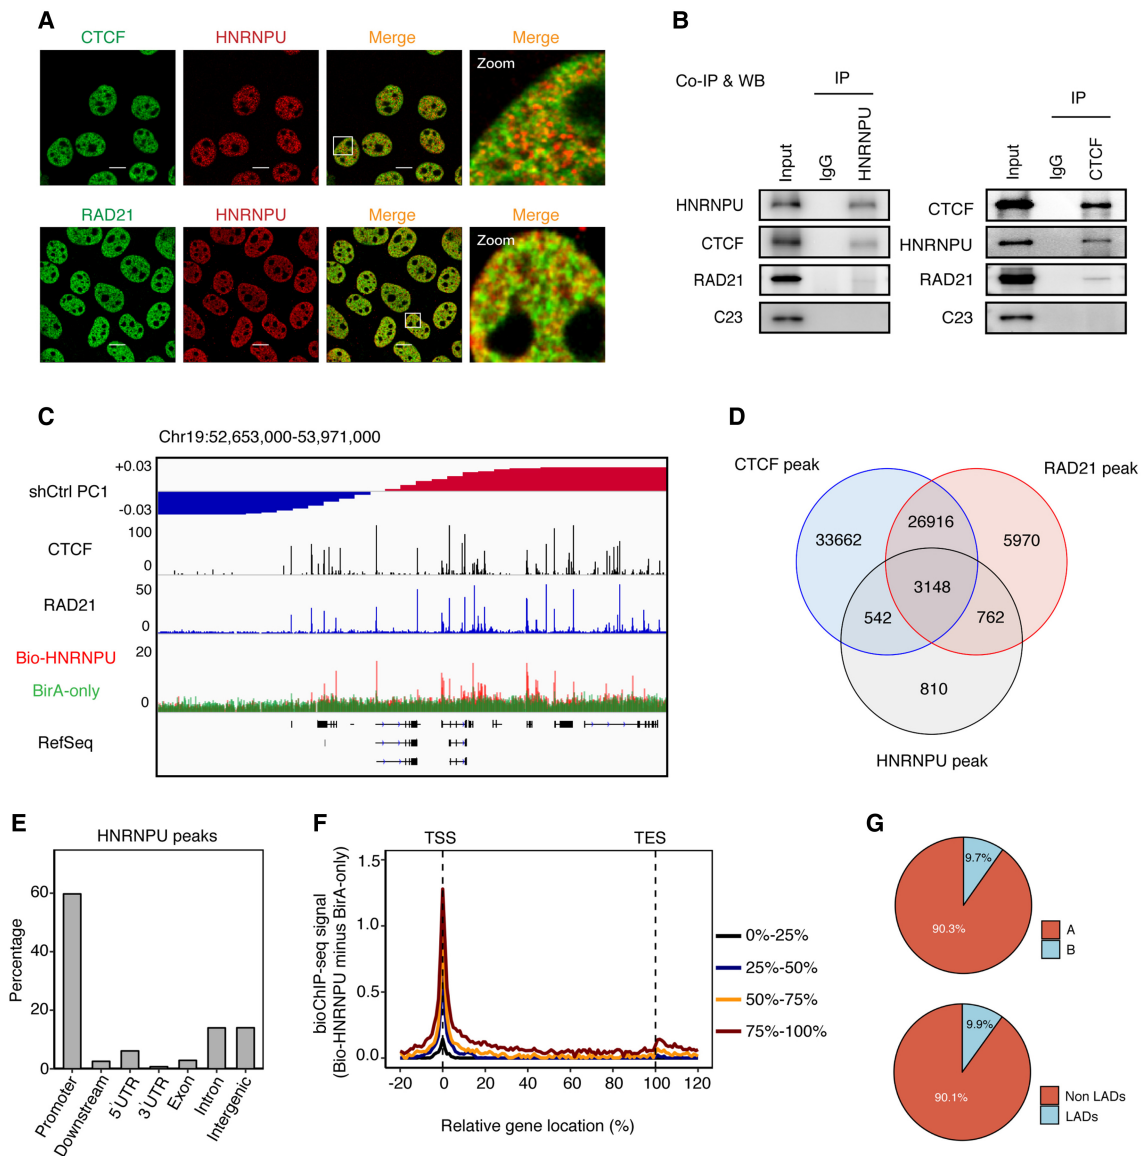 A
CTCF
HNRNPU
Merge
Merge
Zoom
RAD21
HNRNPU
Merge
Merge
Zoom
B
Co-IP & WB
IP
Input
IgG
HNRNPU
HNRNPU
CTCF
RAD21
C23
IP
Input
IgG
CTCF
CTCF
HNRNPU
RAD21
C23
C
Chr19:52,653,000-53,971,000
+0.03
shCtrl PC1
-0.03
100
CTCF
0
50
RAD21
0
Bio-HNRNPU
20
BirA-only
0
RefSeq
D
CTCF peak
RAD21 peak
33662
26916
5970
3148
542
762
810
HNRNPU peak
E
HNRNPU peaks
Percentage
60
40
20
0
Promoter
Downstream
5'UTR
3'UTR
Exon
Intron
Intergenic
F
TSS
TES
bioChIP-seq signal
(Bio-HNRNPU minus BirA-only)
1.5
1.0
0.5
0.0
-20
0
20
40
60
80
100
120
Relative gene location (%)
0%-25%
25%-50%
50%-75%
75%-100%
G
9.7%
90.3%
A
B
9.9%
90.1%
Non LADs
LADs